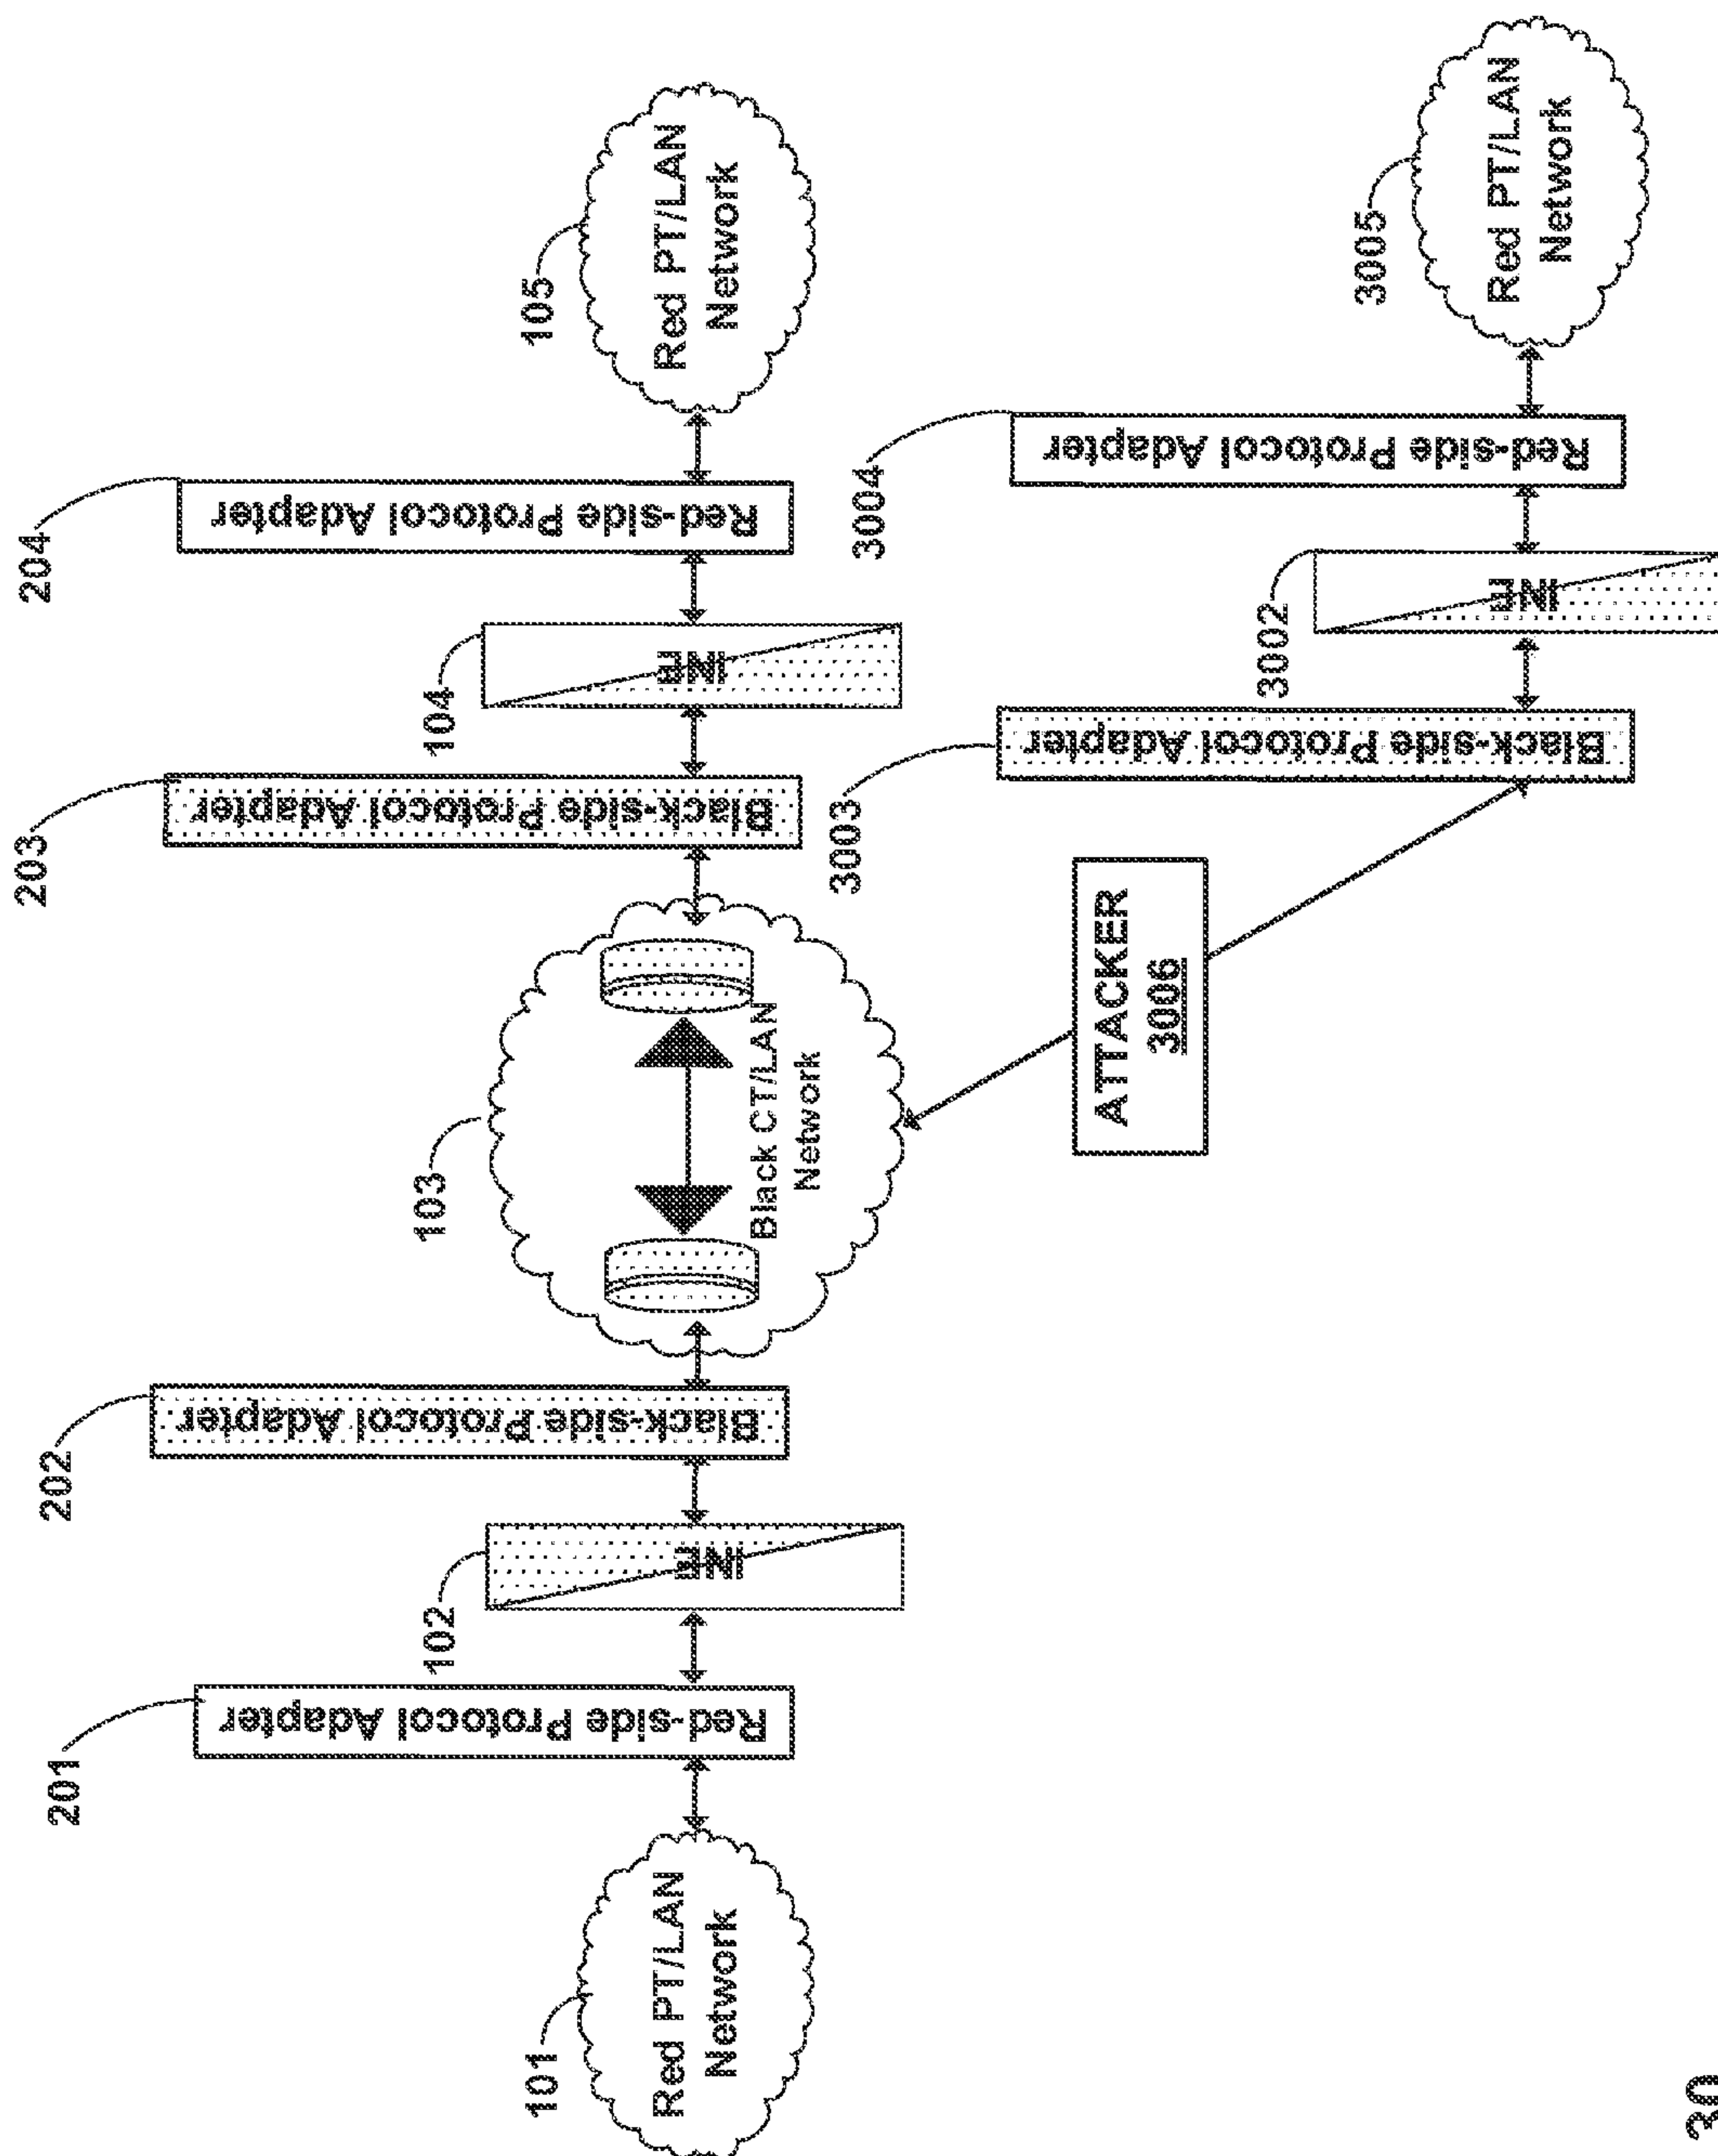 201
202
203
204
101
102
103
104
105
Red PT/LAN
Network
Red-side Protocol Adapter
INE
Black-side Protocol Adapter
Black CT/LAN
Network
Black-side Protocol Adapter
INE
Red-side Protocol Adapter
Red PT/LAN
Network
3003
3002
3004
3005
ATTACKER
3006
Black-side Protocol Adapter
INE
Red-side Protocol Adapter
Red PT/LAN
Network
30